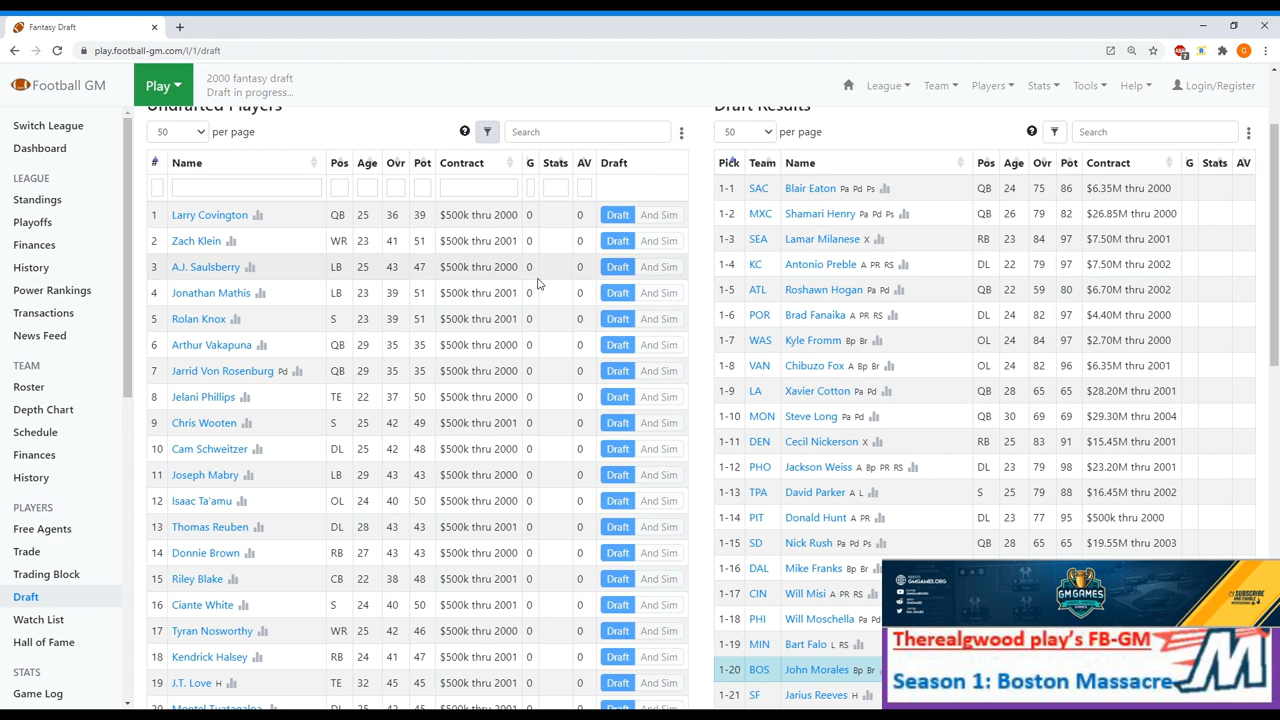 Fantasy Draft
play.football-gm.com/l/1/draft
Football GM
Play
2000 fantasy draft
Draft in progress...
League Team Players Stats Tools Help Login/Register
Switch League
Dashboard
LEAGUE
Standings
Playoffs
Finances
History
Power Rankings
Transactions
News Feed
TEAM
Roster
Depth Chart
Schedule
Finances
History
PLAYERS
Free Agents
Trade
Trading Block
Draft
Watch List
Hall of Fame
STATS
Game Log
Undrafted Players
50 per page Search
# Name Pos Age Ovr Pot Contract G Stats AV Draft
1 Larry Covington QB 25 36 39 $500k thru 2000 0 0 Draft And Sim
2 Zach Klein WR 23 41 51 $500k thru 2001 0 0 Draft And Sim
3 A.J. Saulsberry LB 25 43 47 $500k thru 2000 0 0 Draft And Sim
4 Jonathan Mathis LB 23 39 51 $500k thru 2001 0 0 Draft And Sim
5 Rolan Knox S 23 39 51 $500k thru 2001 0 0 Draft And Sim
6 Arthur Vakapuna QB 29 35 35 $500k thru 2000 0 0 Draft And Sim
7 Jarrid Von Rosenburg Pd QB 29 35 35 $500k thru 2000 0 0 Draft And Sim
8 Jelani Phillips TE 22 37 50 $500k thru 2001 0 0 Draft And Sim
9 Chris Wooten S 25 42 49 $500k thru 2001 0 0 Draft And Sim
10 Cam Schweitzer DL 25 40 48 $500k thru 2001 0 0 Draft And Sim
11 Joseph Mabry LB 29 43 43 $500k thru 2001 0 0 Draft And Sim
12 Isaac Ta'amu OL 24 40 50 $500k thru 2001 0 0 Draft And Sim
13 Thomas Reuben DL 28 43 43 $500k thru 2001 0 0 Draft And Sim
14 Donnie Brown RB 27 43 43 $500k thru 2001 0 0 Draft And Sim
15 Riley Blake CB 22 38 48 $500k thru 2001 0 0 Draft And Sim
16 Ciante White S 24 40 50 $500k thru 2001 0 0 Draft And Sim
17 Tyran Nosworthy WR 25 42 46 $500k thru 2001 0 0 Draft And Sim
18 Kendrick Halsey RB 24 41 47 $500k thru 2001 0 0 Draft And Sim
19 J.T. Love H TE 32 45 45 $500k thru 2001 0 0 Draft And Sim
Draft Results
50 per page Search
Pick Team Name Pos Age Ovr Pot Contract G Stats AV
1-1 SAC Blair Eaton Pa Pd Ps QB 24 75 86 $6.35M thru 2000
1-2 MXC Shamari Henry Pa Pd Ps QB 26 79 82 $26.85M thru 2000
1-3 SEA Lamar Milanese X RB 23 84 97 $7.50M thru 2001
1-4 KC Antonio Preble A PR RS DL 22 79 97 $7.50M thru 2002
1-5 ATL Roshawn Hogan Pa Pd QB 22 59 80 $6.70M thru 2002
1-6 POR Brad Fanaika A PR RS DL 24 82 97 $4.40M thru 2000
1-7 WAS Kyle Fromm Bp Br OL 24 84 97 $2.70M thru 2000
1-8 VAN Chibuzo Fox A Bp Br OL 24 82 96 $6.35M thru 2001
1-9 LA Xavier Cotton Pa Pd QB 28 65 65 $28.20M thru 2001
1-10 MON Steve Long Pa Pd QB 30 69 69 $29.30M thru 2004
1-11 DEN Cecil Nickerson X RB 25 83 91 $15.45M thru 2001
1-12 PHO Jackson Weiss A Bp PR RS DL 23 79 98 $23.20M thru 2001
1-13 TPA David Parker A L S 25 79 98 $16.45M thru 2002
1-14 PIT Donald Hunt A PR DL 23 77 95 $500k thru 2000
1-15 SD Nick Rush Pa Pd Ps QB 28 65 65 $19.55M thru 2003
1-16 DAL Mike Franks Bp Br
1-17 CIN Will Misi A PR RS
1-18 PHI Will Moschella Pa Pd
1-19 MIN Bart Falo L RS
1-20 BOS John Morales Bp Br
1-21 SF Jarius Reeves H
GMGAMES.ORG
GMGAMES
Therealgwood play's FB-GM
Season 1: Boston Massacre